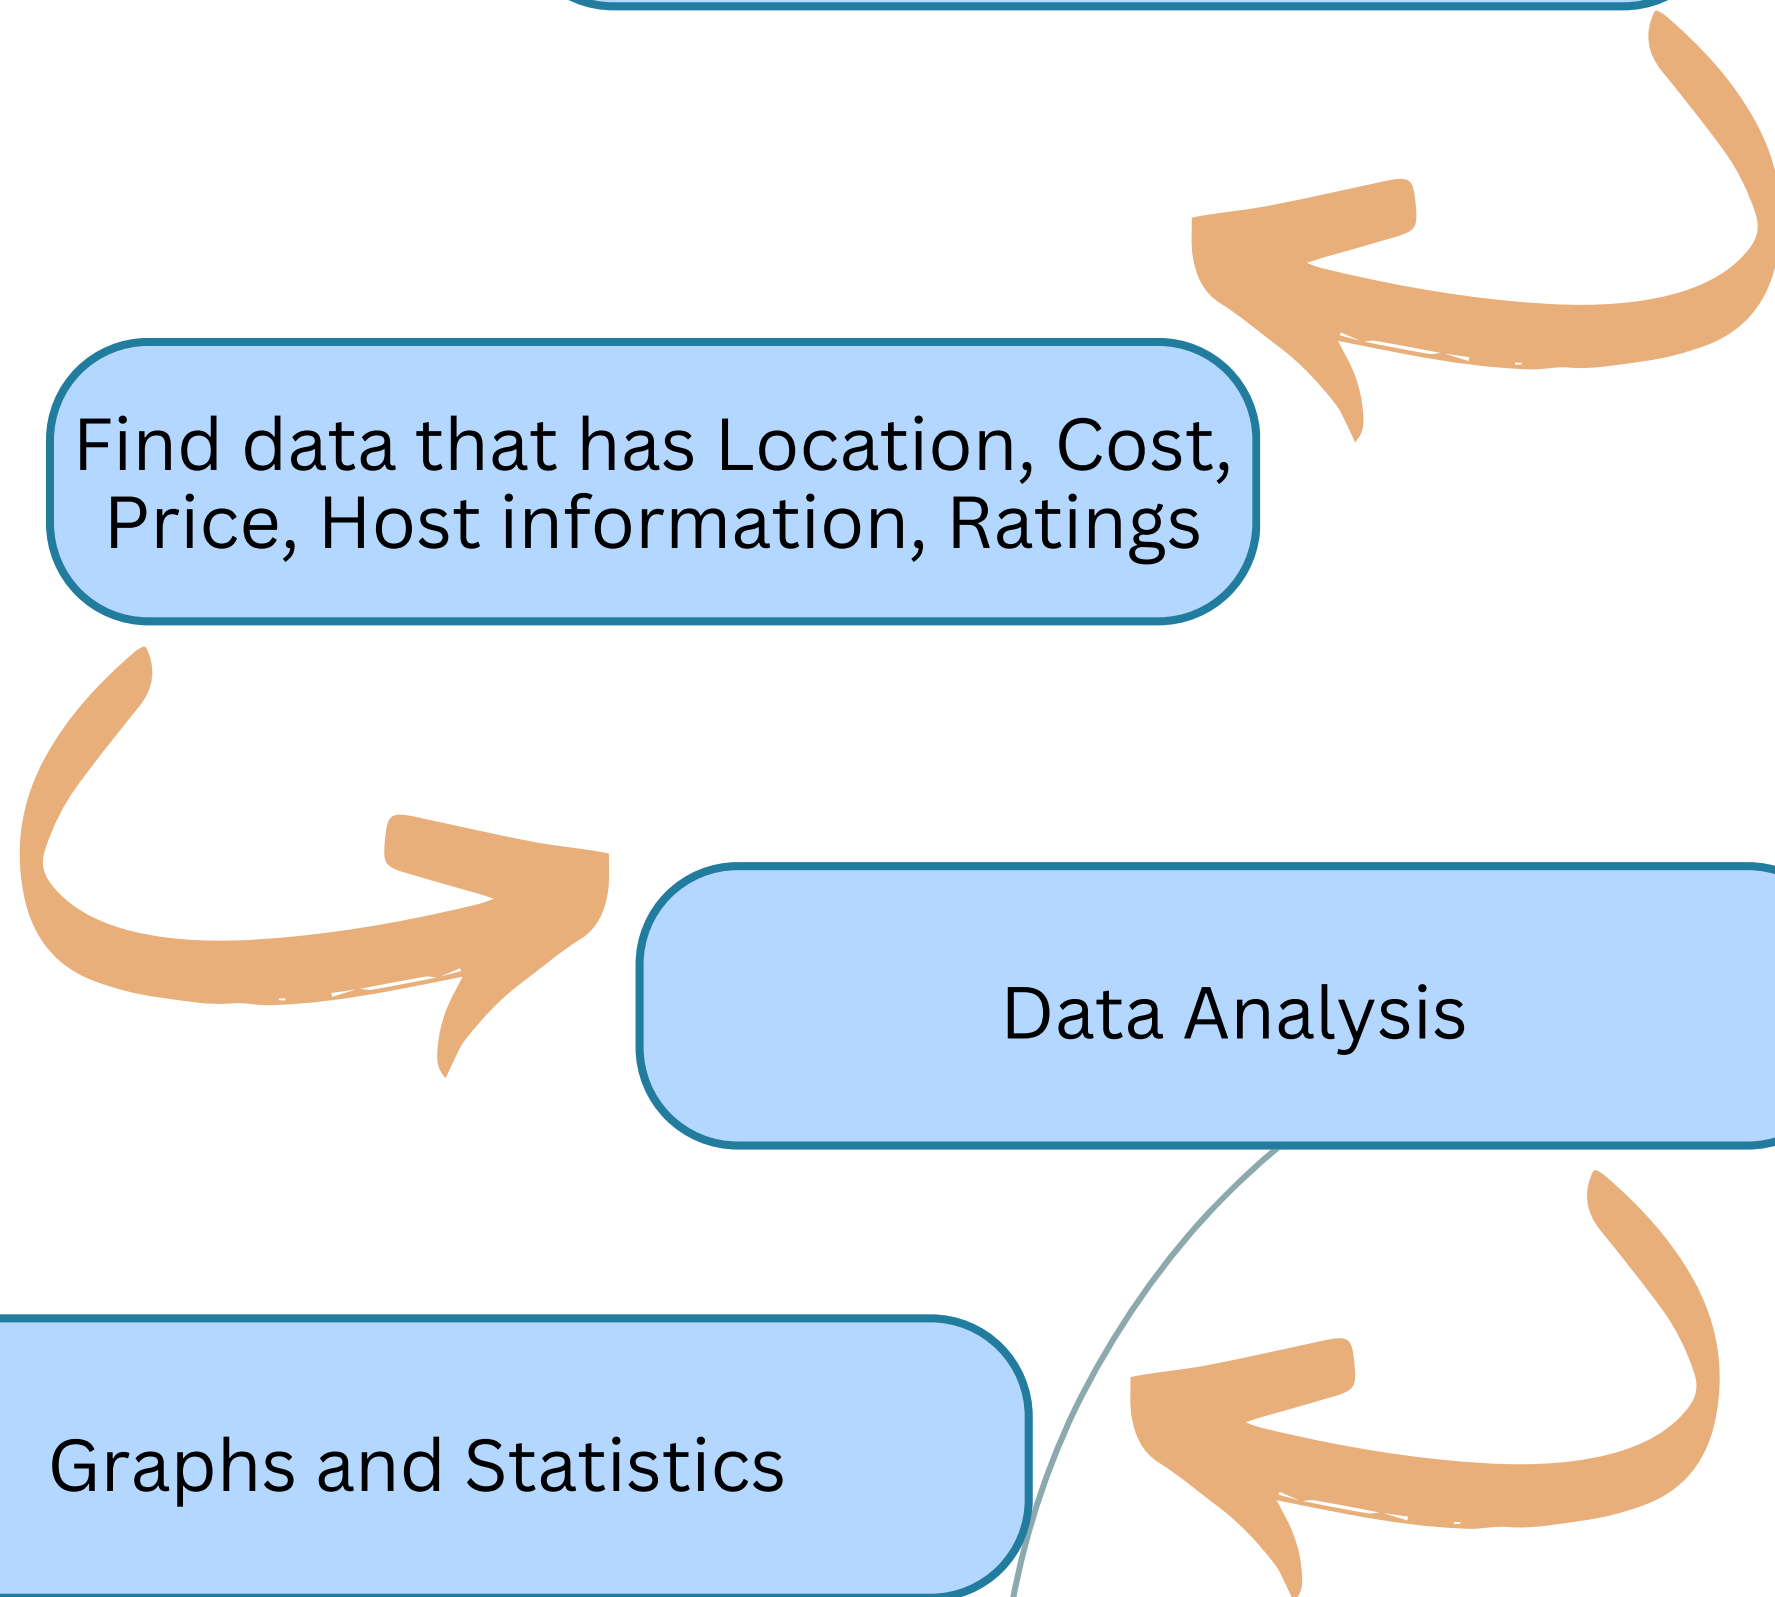 Find data that has Location, Cost,
Price, Host information, Ratings
Data Analysis
Graphs and Statistics